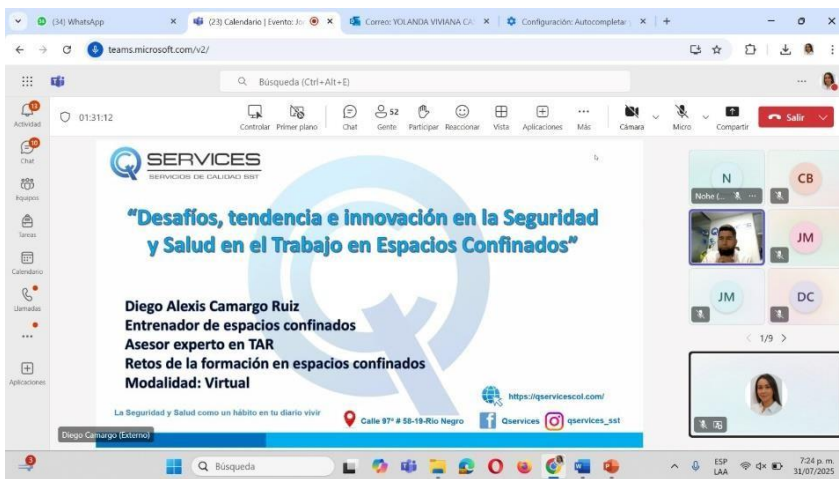 (34) WhatsApp
(23) Calendario | Evento: Jor
Correo: YOLANDA VIVIANA CA
Configuración: Autocompletar
teams.microsoft.com/v2/
Búsqueda (Ctrl+Alt+E)
Actividad
Chat
Equipos
Tareas
Calendario
Llamadas
Aplicaciones
01:31:12
Controlar
Primer plano
Chat
52
Gente
Participar
Reaccionar
Vista
Aplicaciones
Más
Cámara
Micro
Compartir
Salir
SERVICES
SERVICIOS DE CALIDAD SST
“Desafíos, tendencia e innovación en la Seguridad
y Salud en el Trabajo en Espacios Confinados”
Diego Alexis Camargo Ruiz
Entrenador de espacios confinados
Asesor experto en TAR
Retos de la formación en espacios confinados
Modalidad: Virtual
https://qservicescol.com/
La Seguridad y Salud como un hábito en tu diario vivir
Calle 97ª # 58-19-Rio Negro
Qservices
qservices_sst
Diego Camargo (Externo)
N
Nohe (...
CB
JM
JM
DC
1/9
3
Búsqueda
ESP
LAA
7:24 p. m.
31/07/2025